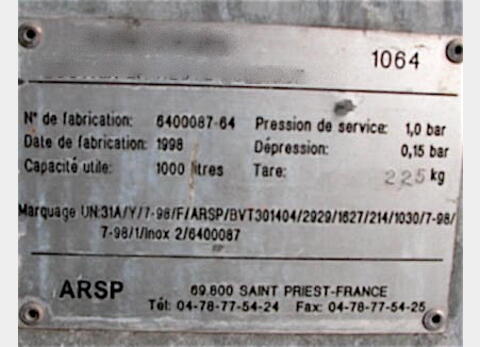 1064
N° de fabrication: 6400087-64 Pression de service: 1,0 bar
Date de fabrication: 1998 Dépression: 0,15 bar
Capacité utile: 1000 litres Tare: 225 kg
Marquage UN:31A/Y/7-98/F/ARSP/BVT301404/2929/1627/214/1030/7-98/
7-98/1/Inox 2/6400087
ARSP 69.800 SAINT PRIEST-FRANCE
Tél: 04-78-77-54-24 Fax: 04-78-77-54-25